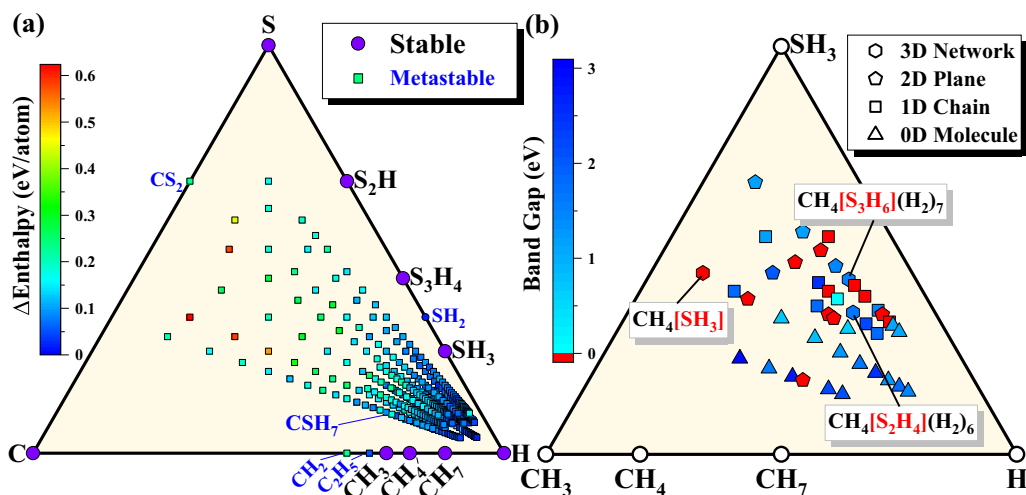 (a)
S
Stable
Metastable
ΔEnthalpy (eV/atom)
0.6
0.5
0.4
0.3
0.2
0.1
0
CS₂
S₂H
S₃H₄
SH₂
SH₃
CSH₇
C
H
CH₂
C₂H₅
CH₃
CH₄
CH₇
(b)
SH₃
3D Network
2D Plane
1D Chain
0D Molecule
Band Gap (eV)
3
2
1
0
CH₄[S₃H₆](H₂)₇
CH₄[SH₃]
CH₄[S₂H₄](H₂)₆
CH₃
CH₄
CH₇
H